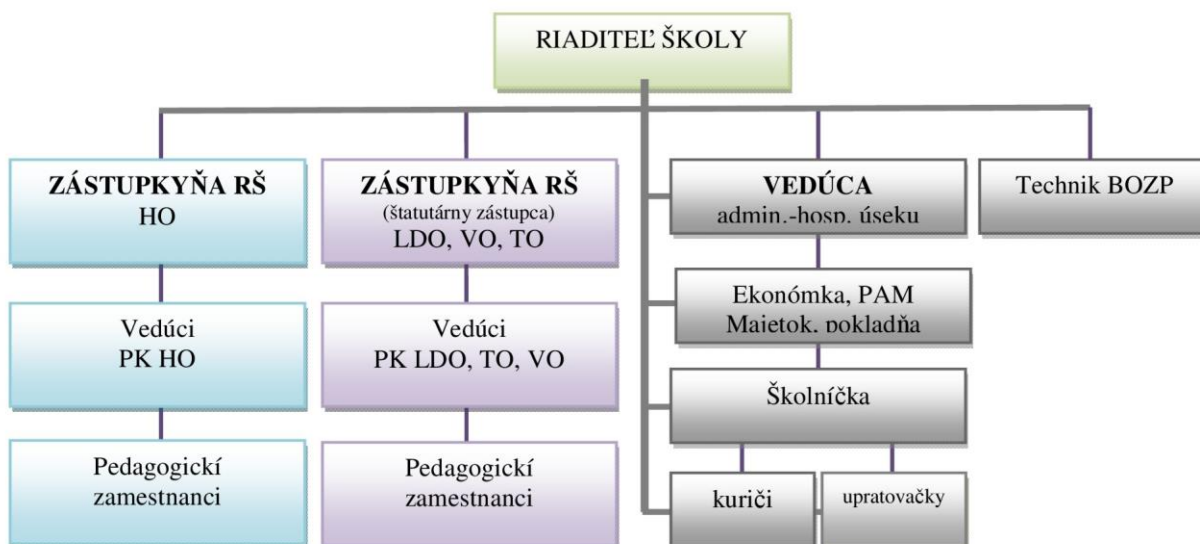 RIADITEĽ ŠKOLY
ZÁSTUPKYŇA RŠ
HO
ZÁSTUPKYŇA RŠ
(štatutárny zástupca)
LDO, VO, TO
VEDÚCA
admin.-hosp. úseku
Technik BOZP
Vedúci
PK HO
Vedúci
PK LDO, TO, VO
Ekonómka, PAM
Majetok, pokladňa
Školníčka
Pedagogickí
zamestnanci
Pedagogickí
zamestnanci
kuriči
upratovačky